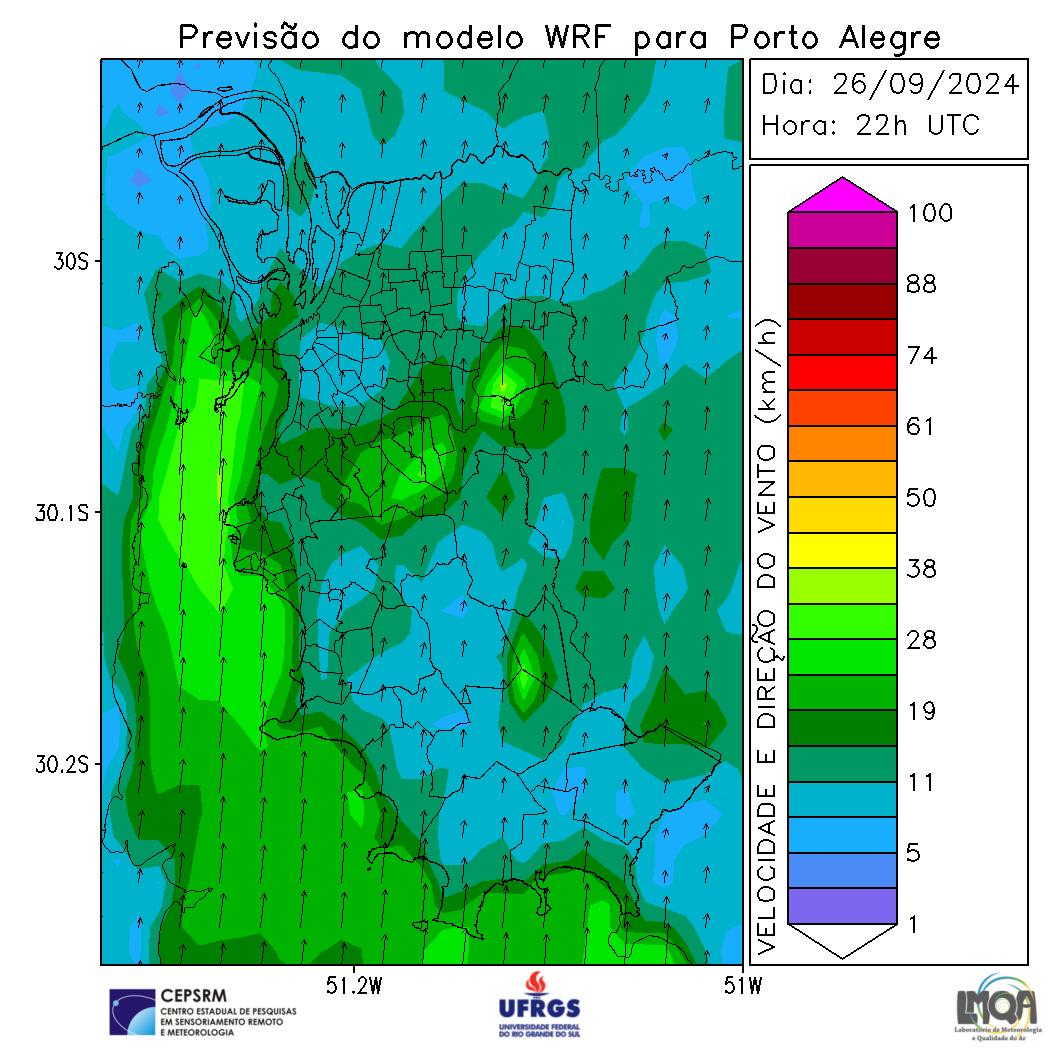 Previsão do modelo WRF para Porto Alegre
Dia: 26/09/2024
Hora: 22h UTC
30S
30.1S
30.2S
51.2W
51W
VELOCIDADE E DIREÇÃO DO VENTO (km/h)
100
88
74
61
50
38
28
19
11
5
1
CEPSRM
CENTRO ESTADUAL DE PESQUISAS
EM SENSORIAMENTO REMOTO
E METEOROLOGIA
UFRGS
UNIVERSIDADE FEDERAL
DO RIO GRANDE DO SUL
LMQA
Laboratório de Meteorologia
e Qualidade do Ar